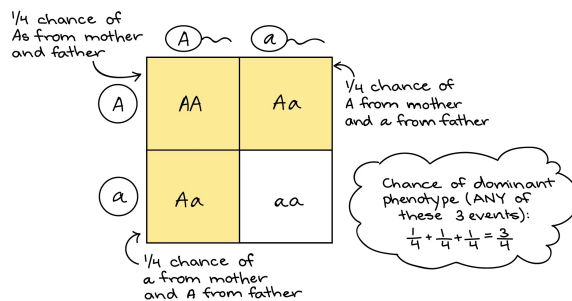 1/4 chance of
As from mother
and father
A
a
A
AA
Aa
1/4 chance of
A from mother
and a from father
a
Aa
aa
Chance of dominant
phenotype (ANY of
these 3 events):
1/4 + 1/4 + 1/4 = 3/4
1/4 chance of
a from mother
and A from father